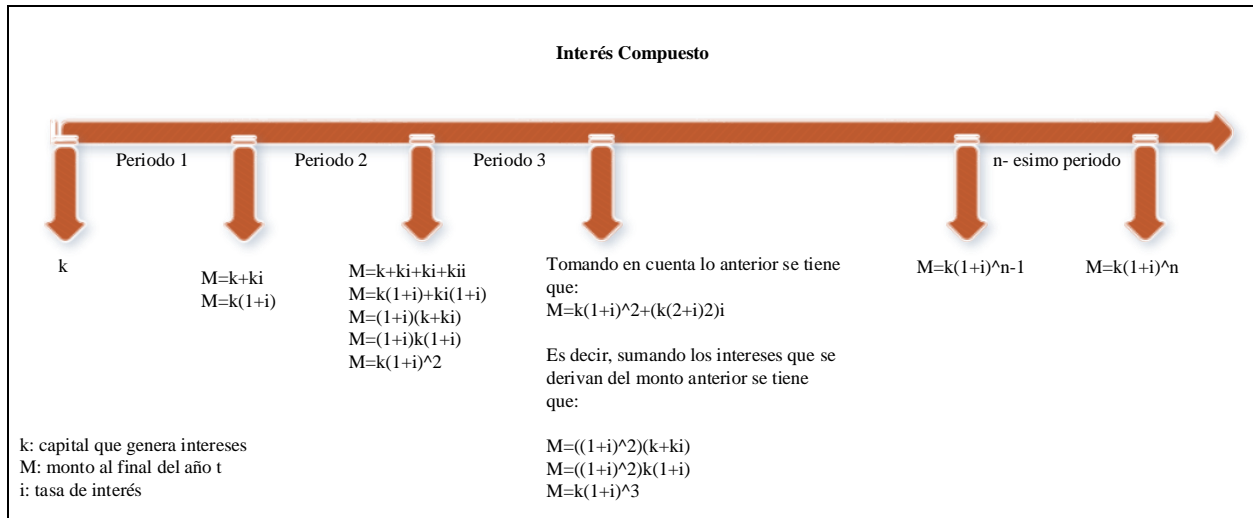 Interés Compuesto
Periodo 1
Periodo 2
Periodo 3
n- esimo periodo
k
M=k+ki
M=k(1+i)
M=k+ki+ki+kii
M=k(1+i)+ki(1+i)
M=(1+i)(k+ki)
M=(1+i)k(1+i)
M=k(1+i)^2
Tomando en cuenta lo anterior se tiene
que:
M=k(1+i)^2+(k(2+i)2)i
Es decir, sumando los intereses que se
derivan del monto anterior se tiene
que:
M=((1+i)^2)(k+ki)
M=((1+i)^2)k(1+i)
M=k(1+i)^3
M=k(1+i)^n-1
M=k(1+i)^n
k: capital que genera intereses
M: monto al final del año t
i: tasa de interés